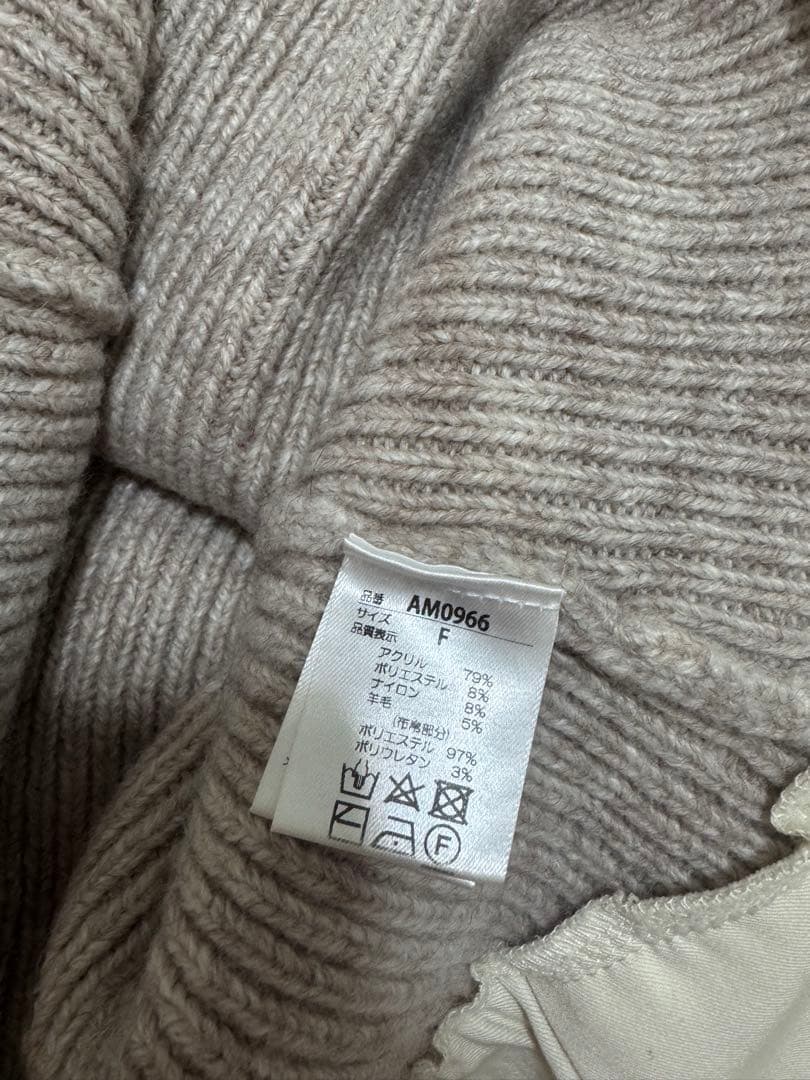 品番 AM0966
サイズ F
品質表示
アクリル 79%
ポリエステル 8%
ナイロン 8%
羊毛 5%
(布帛部分)
ポリエステル 97%
ポリウレタン 3%
F